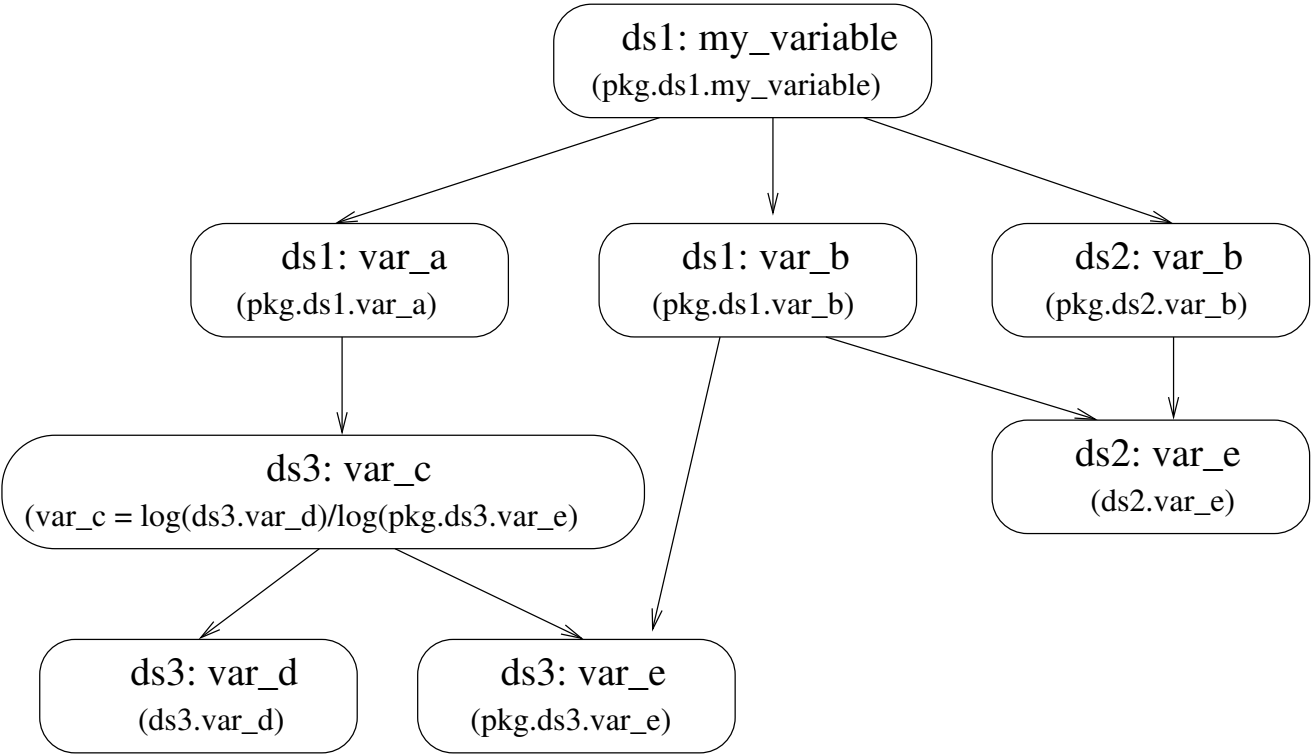 ds1: my_variable
(pkg.ds1.my_variable)
ds1: var_a
(pkg.ds1.var_a)
ds1: var_b
(pkg.ds1.var_b)
ds2: var_b
(pkg.ds2.var_b)
ds3: var_c
(var_c = log(ds3.var_d)/log(pkg.ds3.var_e)
ds2: var_e
(ds2.var_e)
ds3: var_d
(ds3.var_d)
ds3: var_e
(pkg.ds3.var_e)